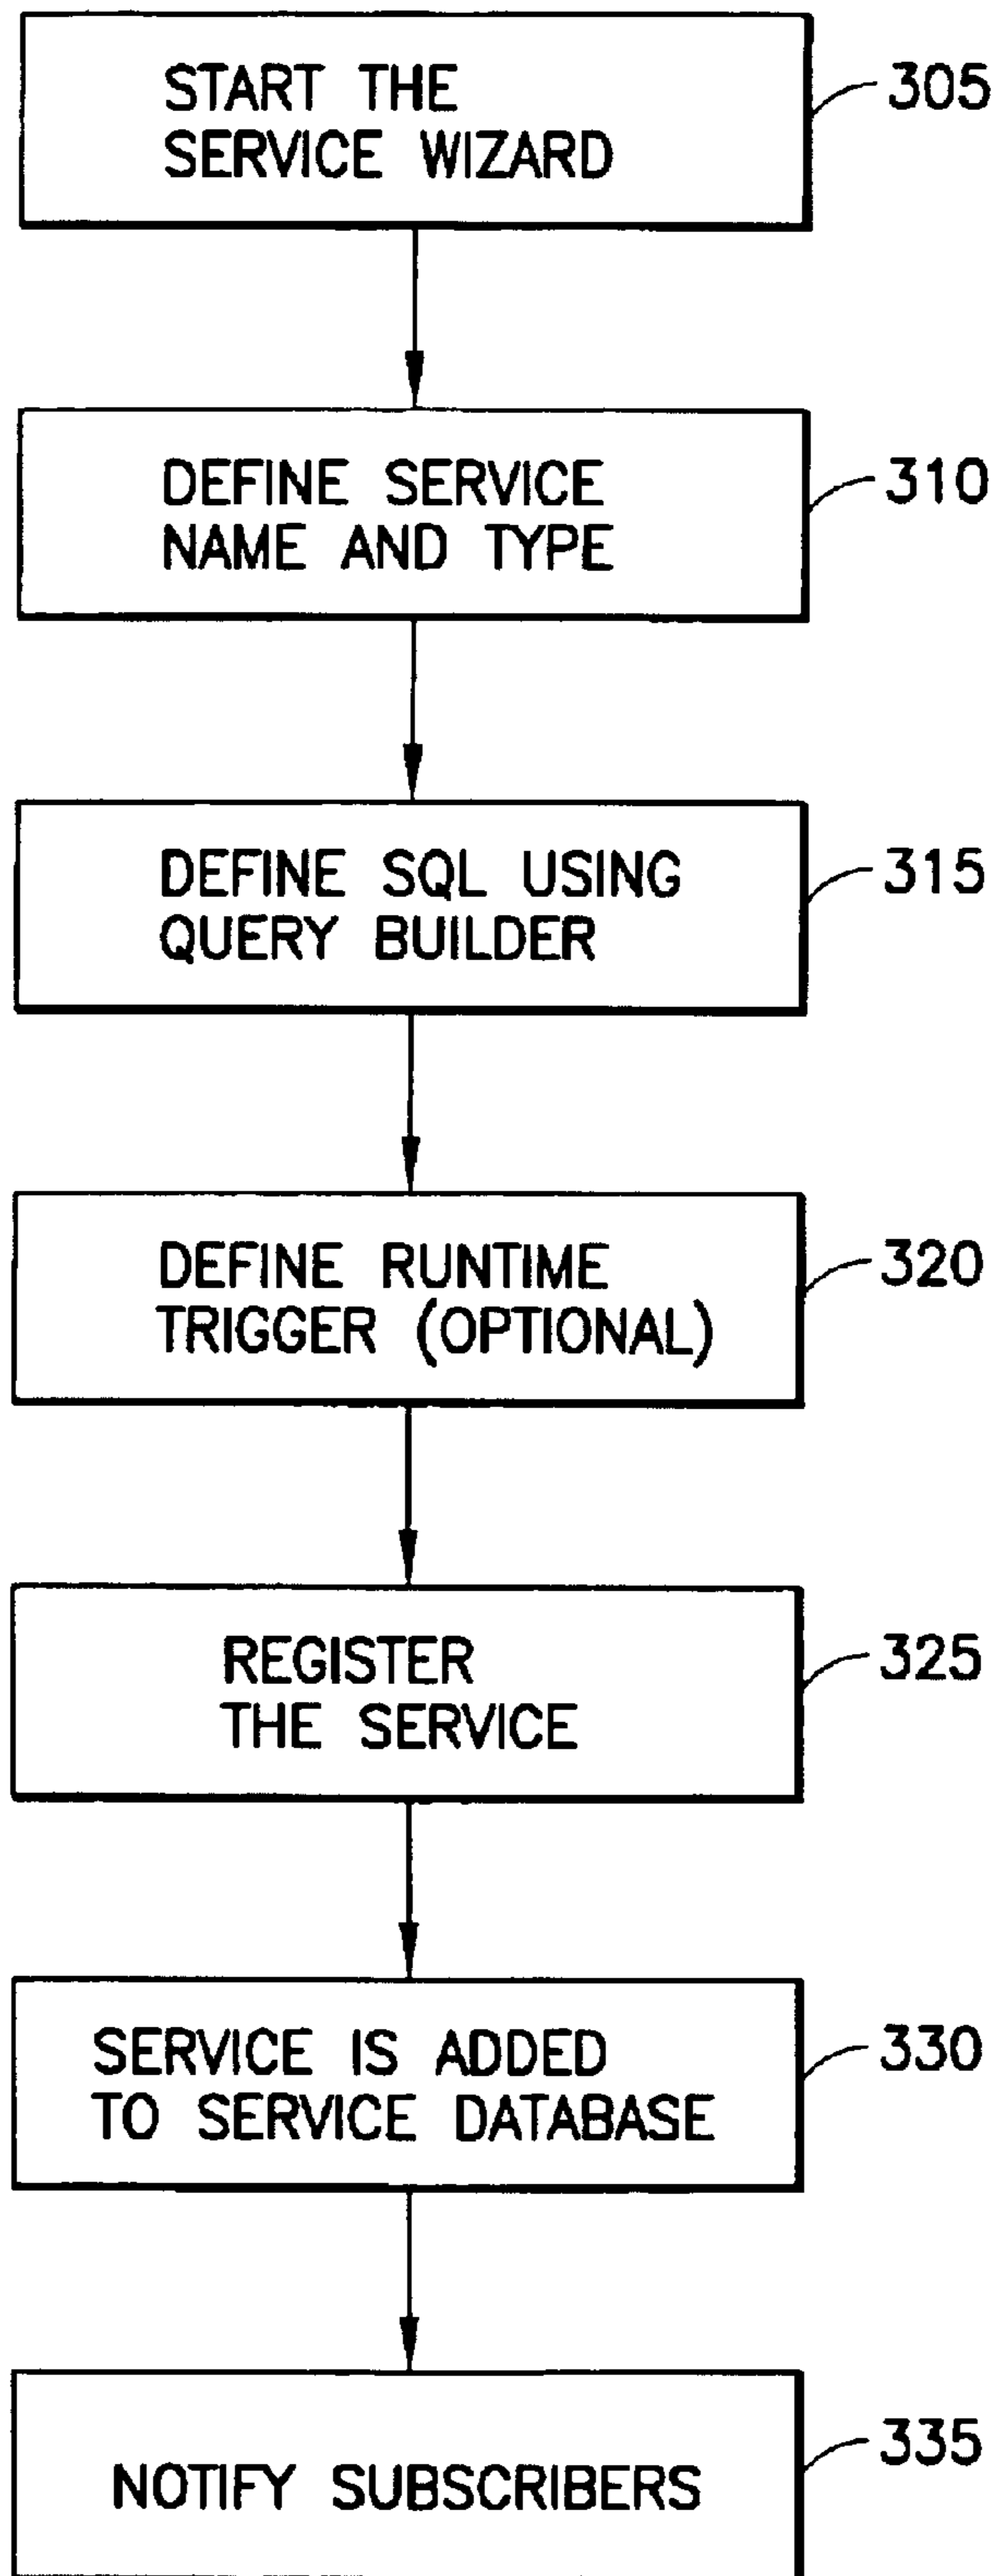 START THE
SERVICE WIZARD
305
DEFINE SERVICE
NAME AND TYPE
310
DEFINE SQL USING
QUERY BUILDER
315
DEFINE RUNTIME
TRIGGER (OPTIONAL)
320
REGISTER
THE SERVICE
325
SERVICE IS ADDED
TO SERVICE DATABASE
330
NOTIFY SUBSCRIBERS
335